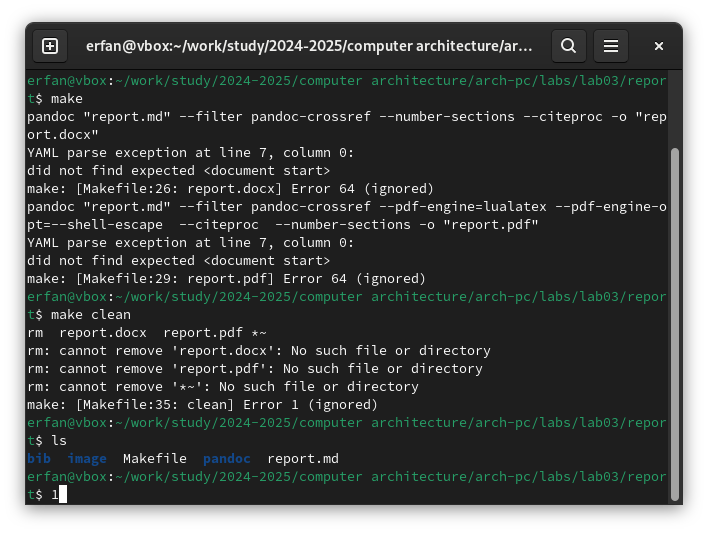 erfan@vbox:~/work/study/2024-2025/computer architecture/ar...
erfan@vbox:~/work/study/2024-2025/computer architecture/arch-pc/labs/lab03/repor
t$ make
pandoc "report.md" --filter pandoc-crossref --number-sections --citeproc -o "rep
ort.docx"
YAML parse exception at line 7, column 0:
did not find expected <document start>
make: [Makefile:26: report.docx] Error 64 (ignored)
pandoc "report.md" --filter pandoc-crossref --pdf-engine=lualatex --pdf-engine-o
pt=--shell-escape  --citeproc  --number-sections -o "report.pdf"
YAML parse exception at line 7, column 0:
did not find expected <document start>
make: [Makefile:29: report.pdf] Error 64 (ignored)
erfan@vbox:~/work/study/2024-2025/computer architecture/arch-pc/labs/lab03/repor
t$ make clean
rm  report.docx  report.pdf *~
rm: cannot remove 'report.docx': No such file or directory
rm: cannot remove 'report.pdf': No such file or directory
rm: cannot remove '*~': No such file or directory
make: [Makefile:35: clean] Error 1 (ignored)
erfan@vbox:~/work/study/2024-2025/computer architecture/arch-pc/labs/lab03/repor
t$ ls
bib  image  Makefile  pandoc  report.md
erfan@vbox:~/work/study/2024-2025/computer architecture/arch-pc/labs/lab03/repor
t$ 1